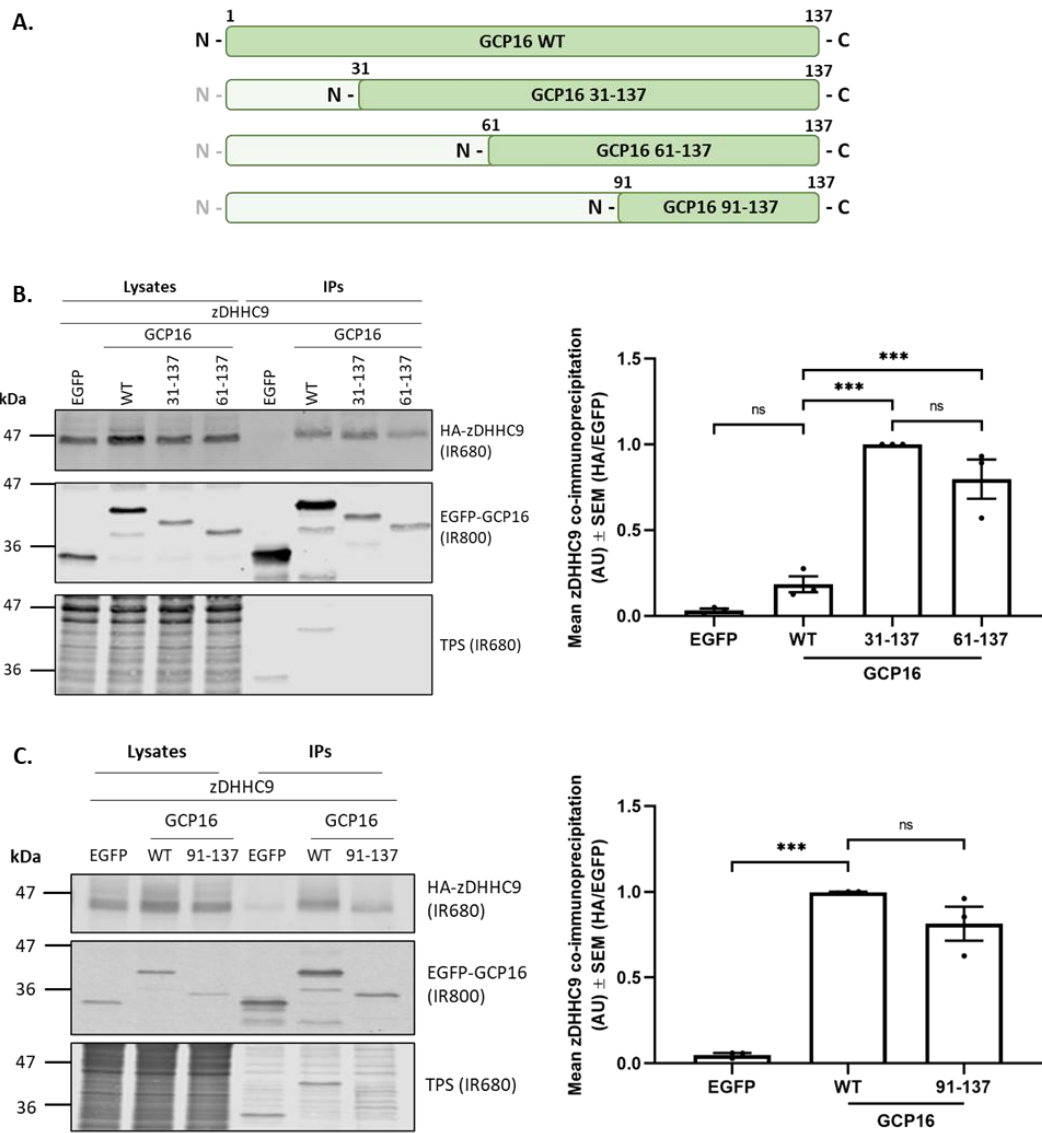 A.
1 137
N - GCP16 WT - C
31 137
N - N - GCP16 31-137 - C
61 137
N - N - GCP16 61-137 - C
91 137
N - N - GCP16 91-137 - C
B.
Lysates IPs
zDHHC9
GCP16 GCP16
EGFP WT 31-137 61-137 EGFP WT 31-137 61-137
kDa
47
HA-zDHHC9
(IR680)
47
EGFP-GCP16
(IR800)
36
47
TPS (IR680)
36
Mean zDHHC9 co-immunoprecipitation
(AU) ± SEM (HA/EGFP)
1.5
1.0
0.5
0.0
***
***
ns
ns
EGFP WT 31-137 61-137
GCP16
C.
Lysates IPs
zDHHC9
GCP16 GCP16
kDa EGFP WT 91-137 EGFP WT 91-137
47
HA-zDHHC9
(IR680)
47
EGFP-GCP16
36
(IR800)
47
TPS (IR680)
36
Mean zDHHC9 co-immunoprecipitation
(AU) ± SEM (HA/EGFP)
1.5
1.0
0.5
0.0
ns
***
EGFP WT 91-137
GCP16